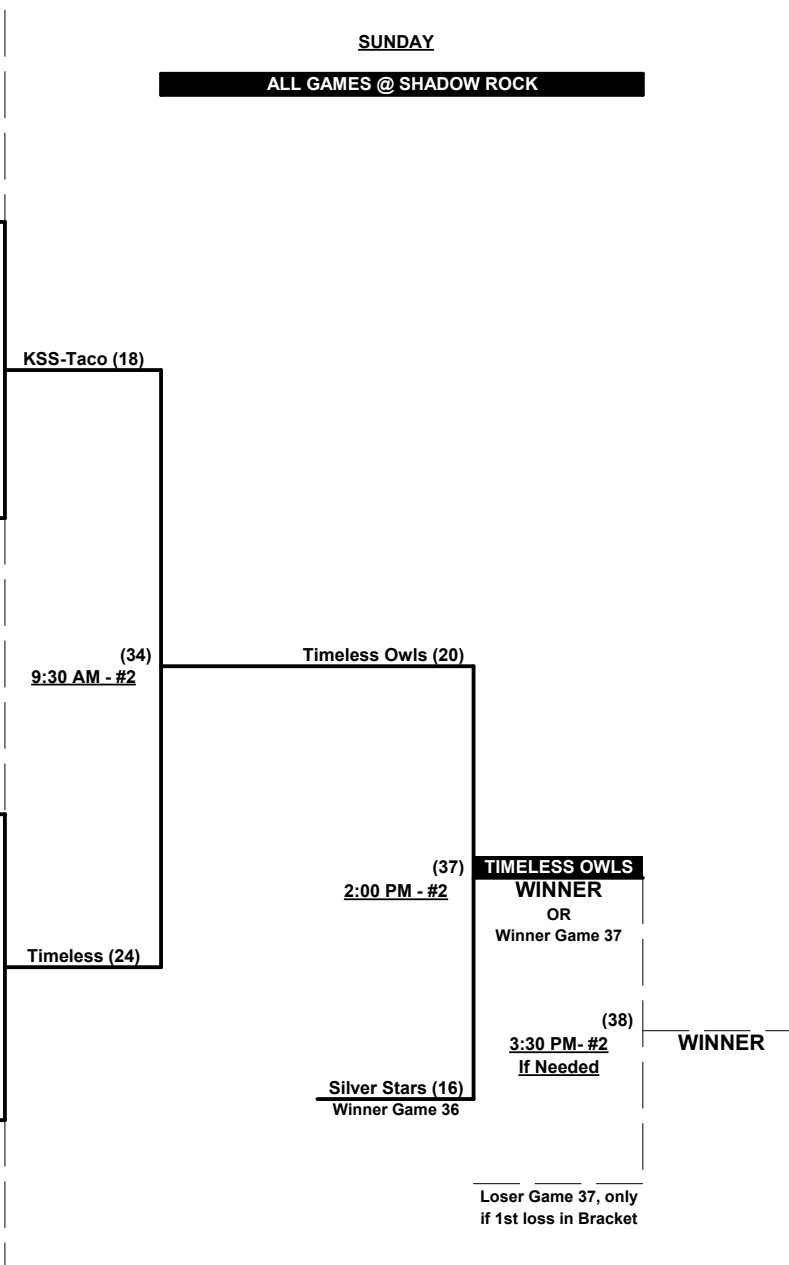 SUNDAY
ALL GAMES @ SHADOW ROCK
KSS-Taco (18)
(34)
9:30 AM - #2
Timeless Owls (20)
(37)
2:00 PM - #2
TIMELESS OWLS
WINNER
OR
Winner Game 37
Timeless (24)
(38)
3:30 PM- #2
If Needed
WINNER
Silver Stars (16)
Winner Game 36
Loser Game 37, only
if 1st loss in Bracket